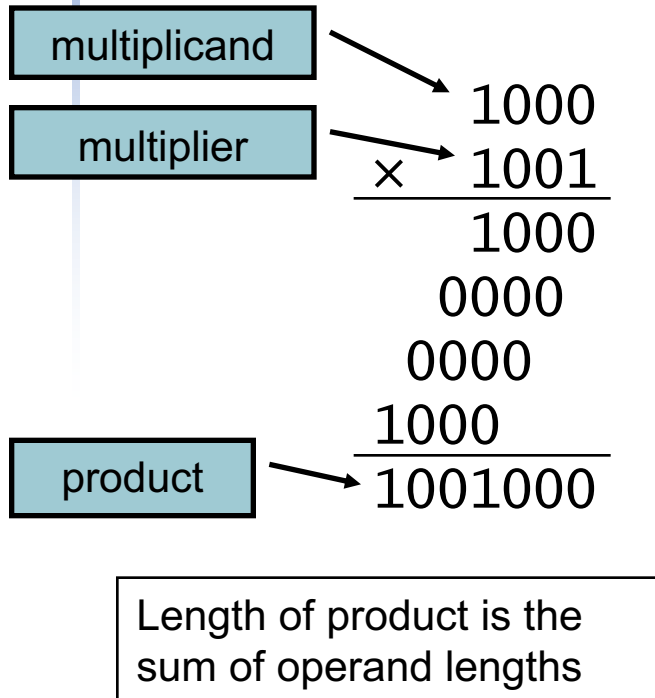 multiplicand
1000
multiplier
× 1001
1000
0000
0000
1000
product
1001000
Length of product is the
sum of operand lengths